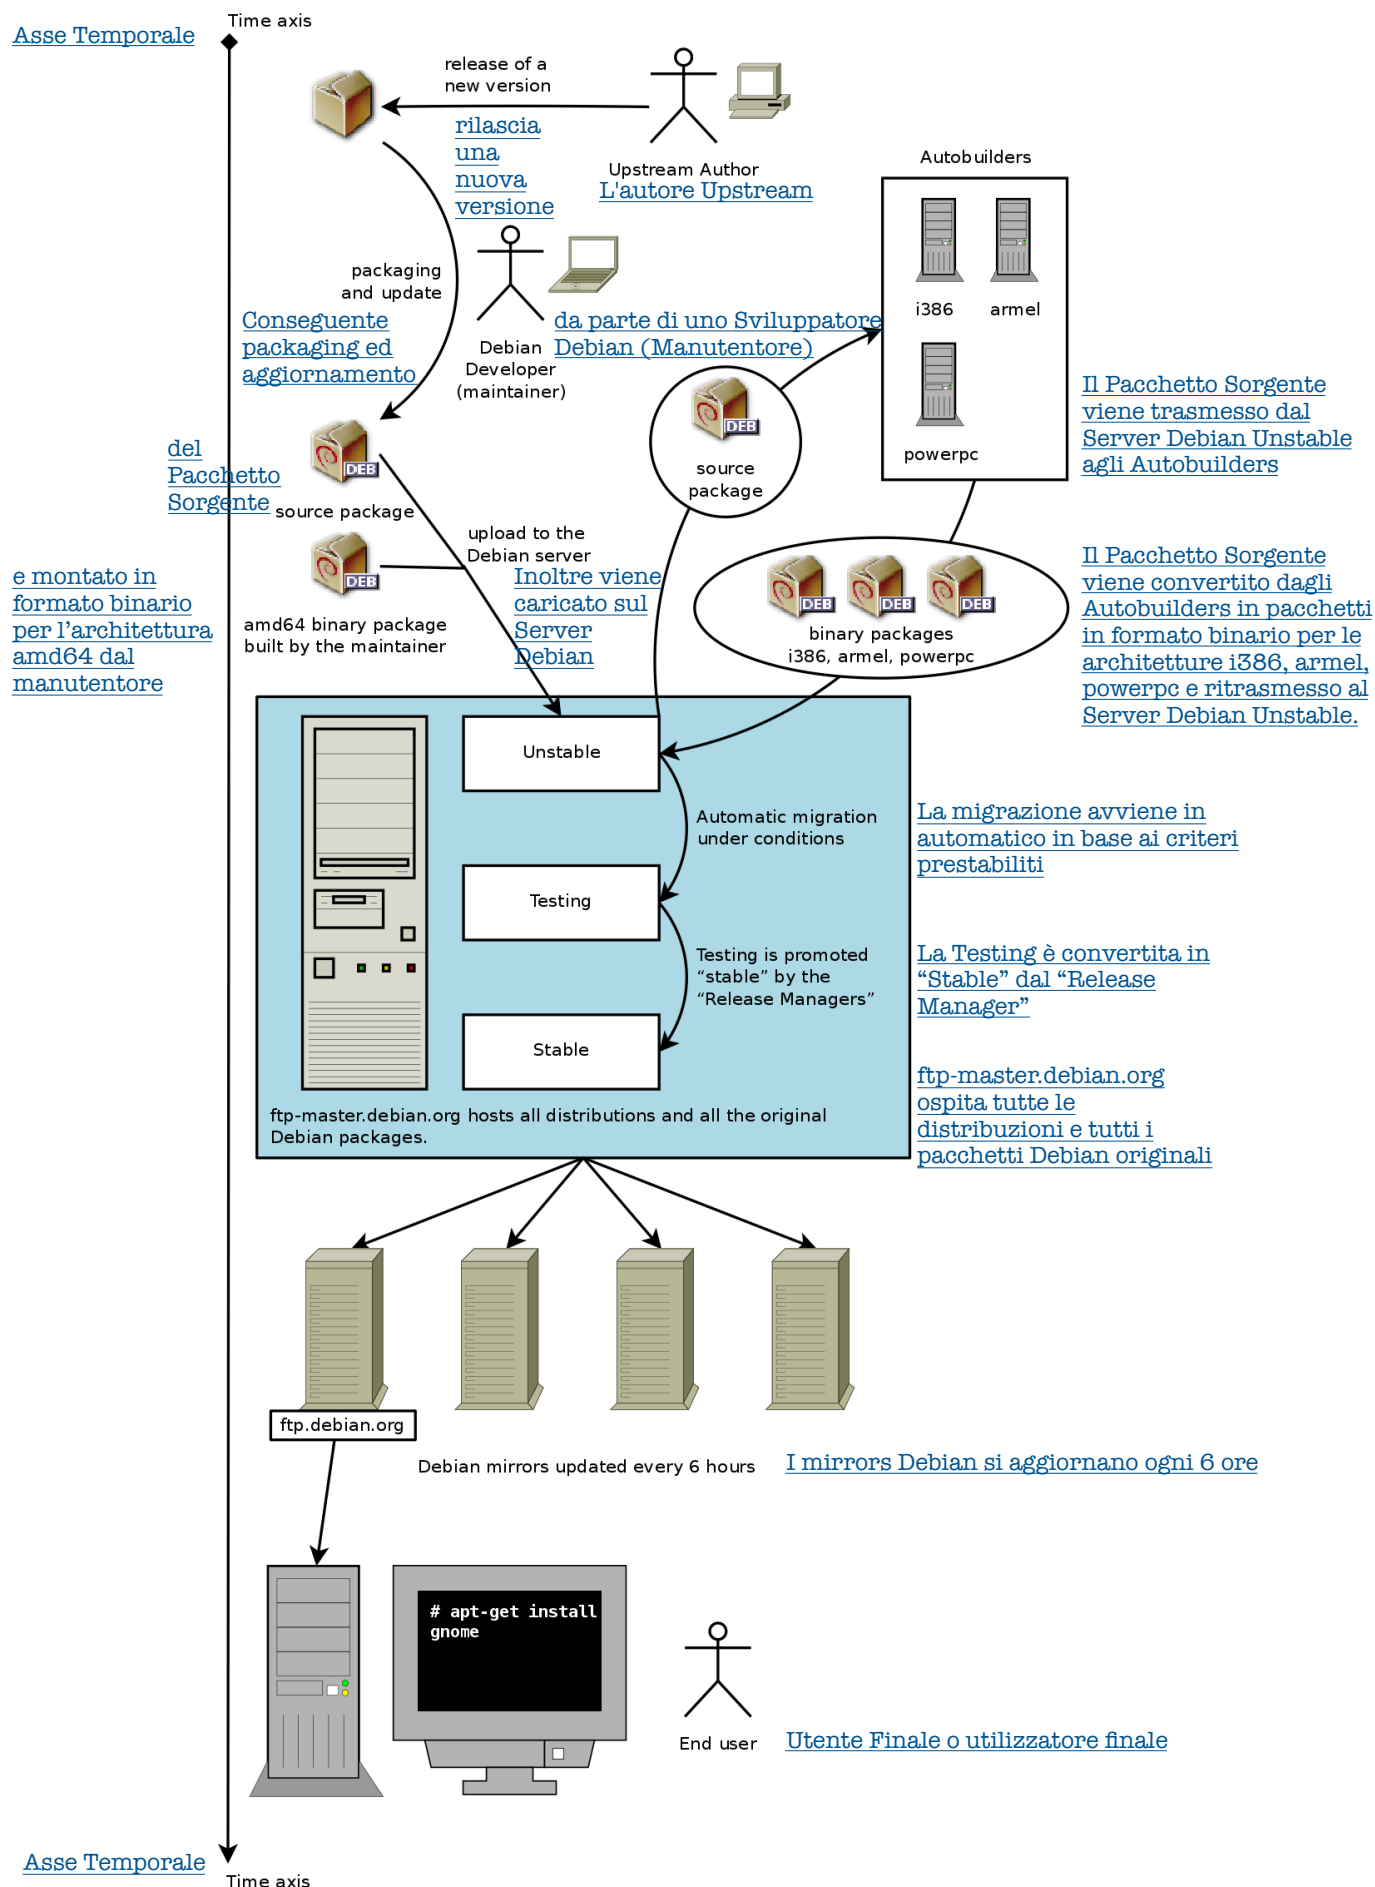 Time axis
Asse Temporale
release of a
new version
rilascia
una
nuova
versione
Upstream Author
L'autore Upstream
Autobuilders
i386
armel
powerpc
packaging
and update
Conseguente
packaging ed
aggiornamento
Debian
Developer
(maintainer)
da parte di uno Sviluppatore
Debian (Manutentore)
DEB
source
package
Il Pacchetto Sorgente
viene trasmesso dal
Server Debian Unstable
agli Autobuilders
del
Pacchetto
Sorgente
DEB
source package
DEB
amd64 binary package
built by the maintainer
e montato in
formato binario
per l’architettura
amd64 dal
manutentore
upload to the
Debian server
Inoltre viene
caricato sul
Server
Debian
DEB DEB DEB
binary packages
i386, armel, powerpc
Il Pacchetto Sorgente
viene convertito dagli
Autobuilders in pacchetti
in formato binario per le
architetture i386, armel,
powerpc e ritrasmesso al
Server Debian Unstable.
Unstable
Automatic migration
under conditions
La migrazione avviene in
automatico in base ai criteri
prestabiliti
Testing
Testing is promoted
“stable” by the
“Release Managers”
La Testing è convertita in
“Stable” dal “Release
Manager”
Stable
ftp-master.debian.org hosts all distributions and all the original
Debian packages.
ftp-master.debian.org
ospita tutte le
distribuzioni e tutti i
pacchetti Debian originali
ftp.debian.org
Debian mirrors updated every 6 hours
I mirrors Debian si aggiornano ogni 6 ore
# apt-get install
gnome
End user
Utente Finale o utilizzatore finale
Asse Temporale
Time axis